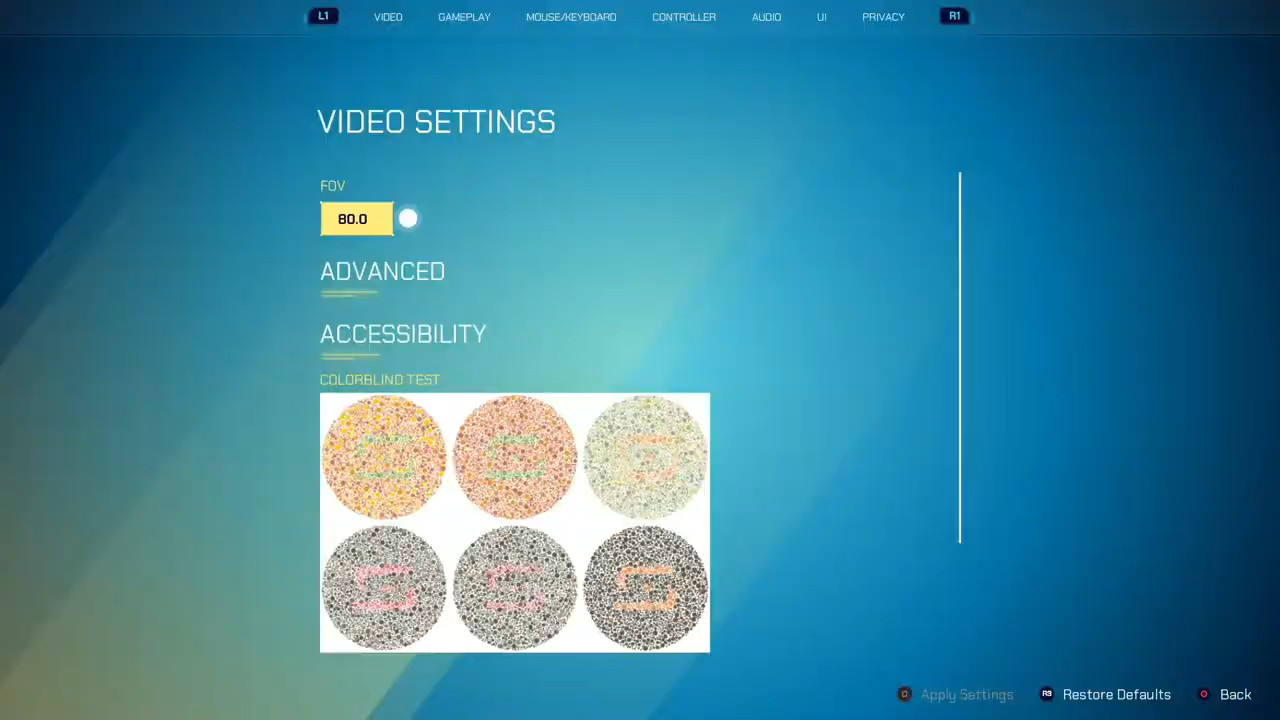 L1 VIDEO GAMEPLAY MOUSE/KEYBOARD CONTROLLER AUDIO UI PRIVACY R1
VIDEO SETTINGS
FOV
80.0
ADVANCED
ACCESSIBILITY
COLORBLIND TEST
Apply Settings R3 Restore Defaults Back